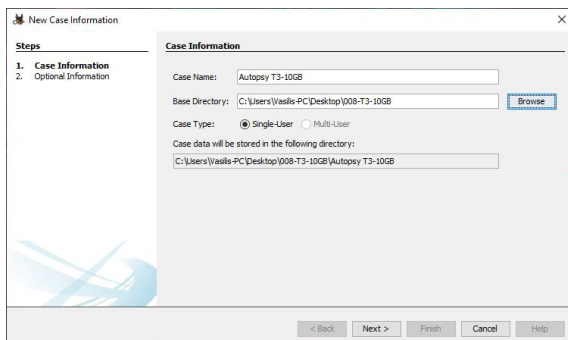 New Case Information
Steps
1. Case Information
2. Optional Information
Case Information
Case Name: Autopsy T3-10GB
Base Directory: C:\Users\Vasilis-PC\Desktop\008-T3-10GB Browse
Case Type: Single-User Multi-User
Case data will be stored in the following directory:
C:\Users\Vasilis-PC\Desktop\008-T3-10GB\Autopsy T3-10GB
< Back Next > Finish Cancel Help